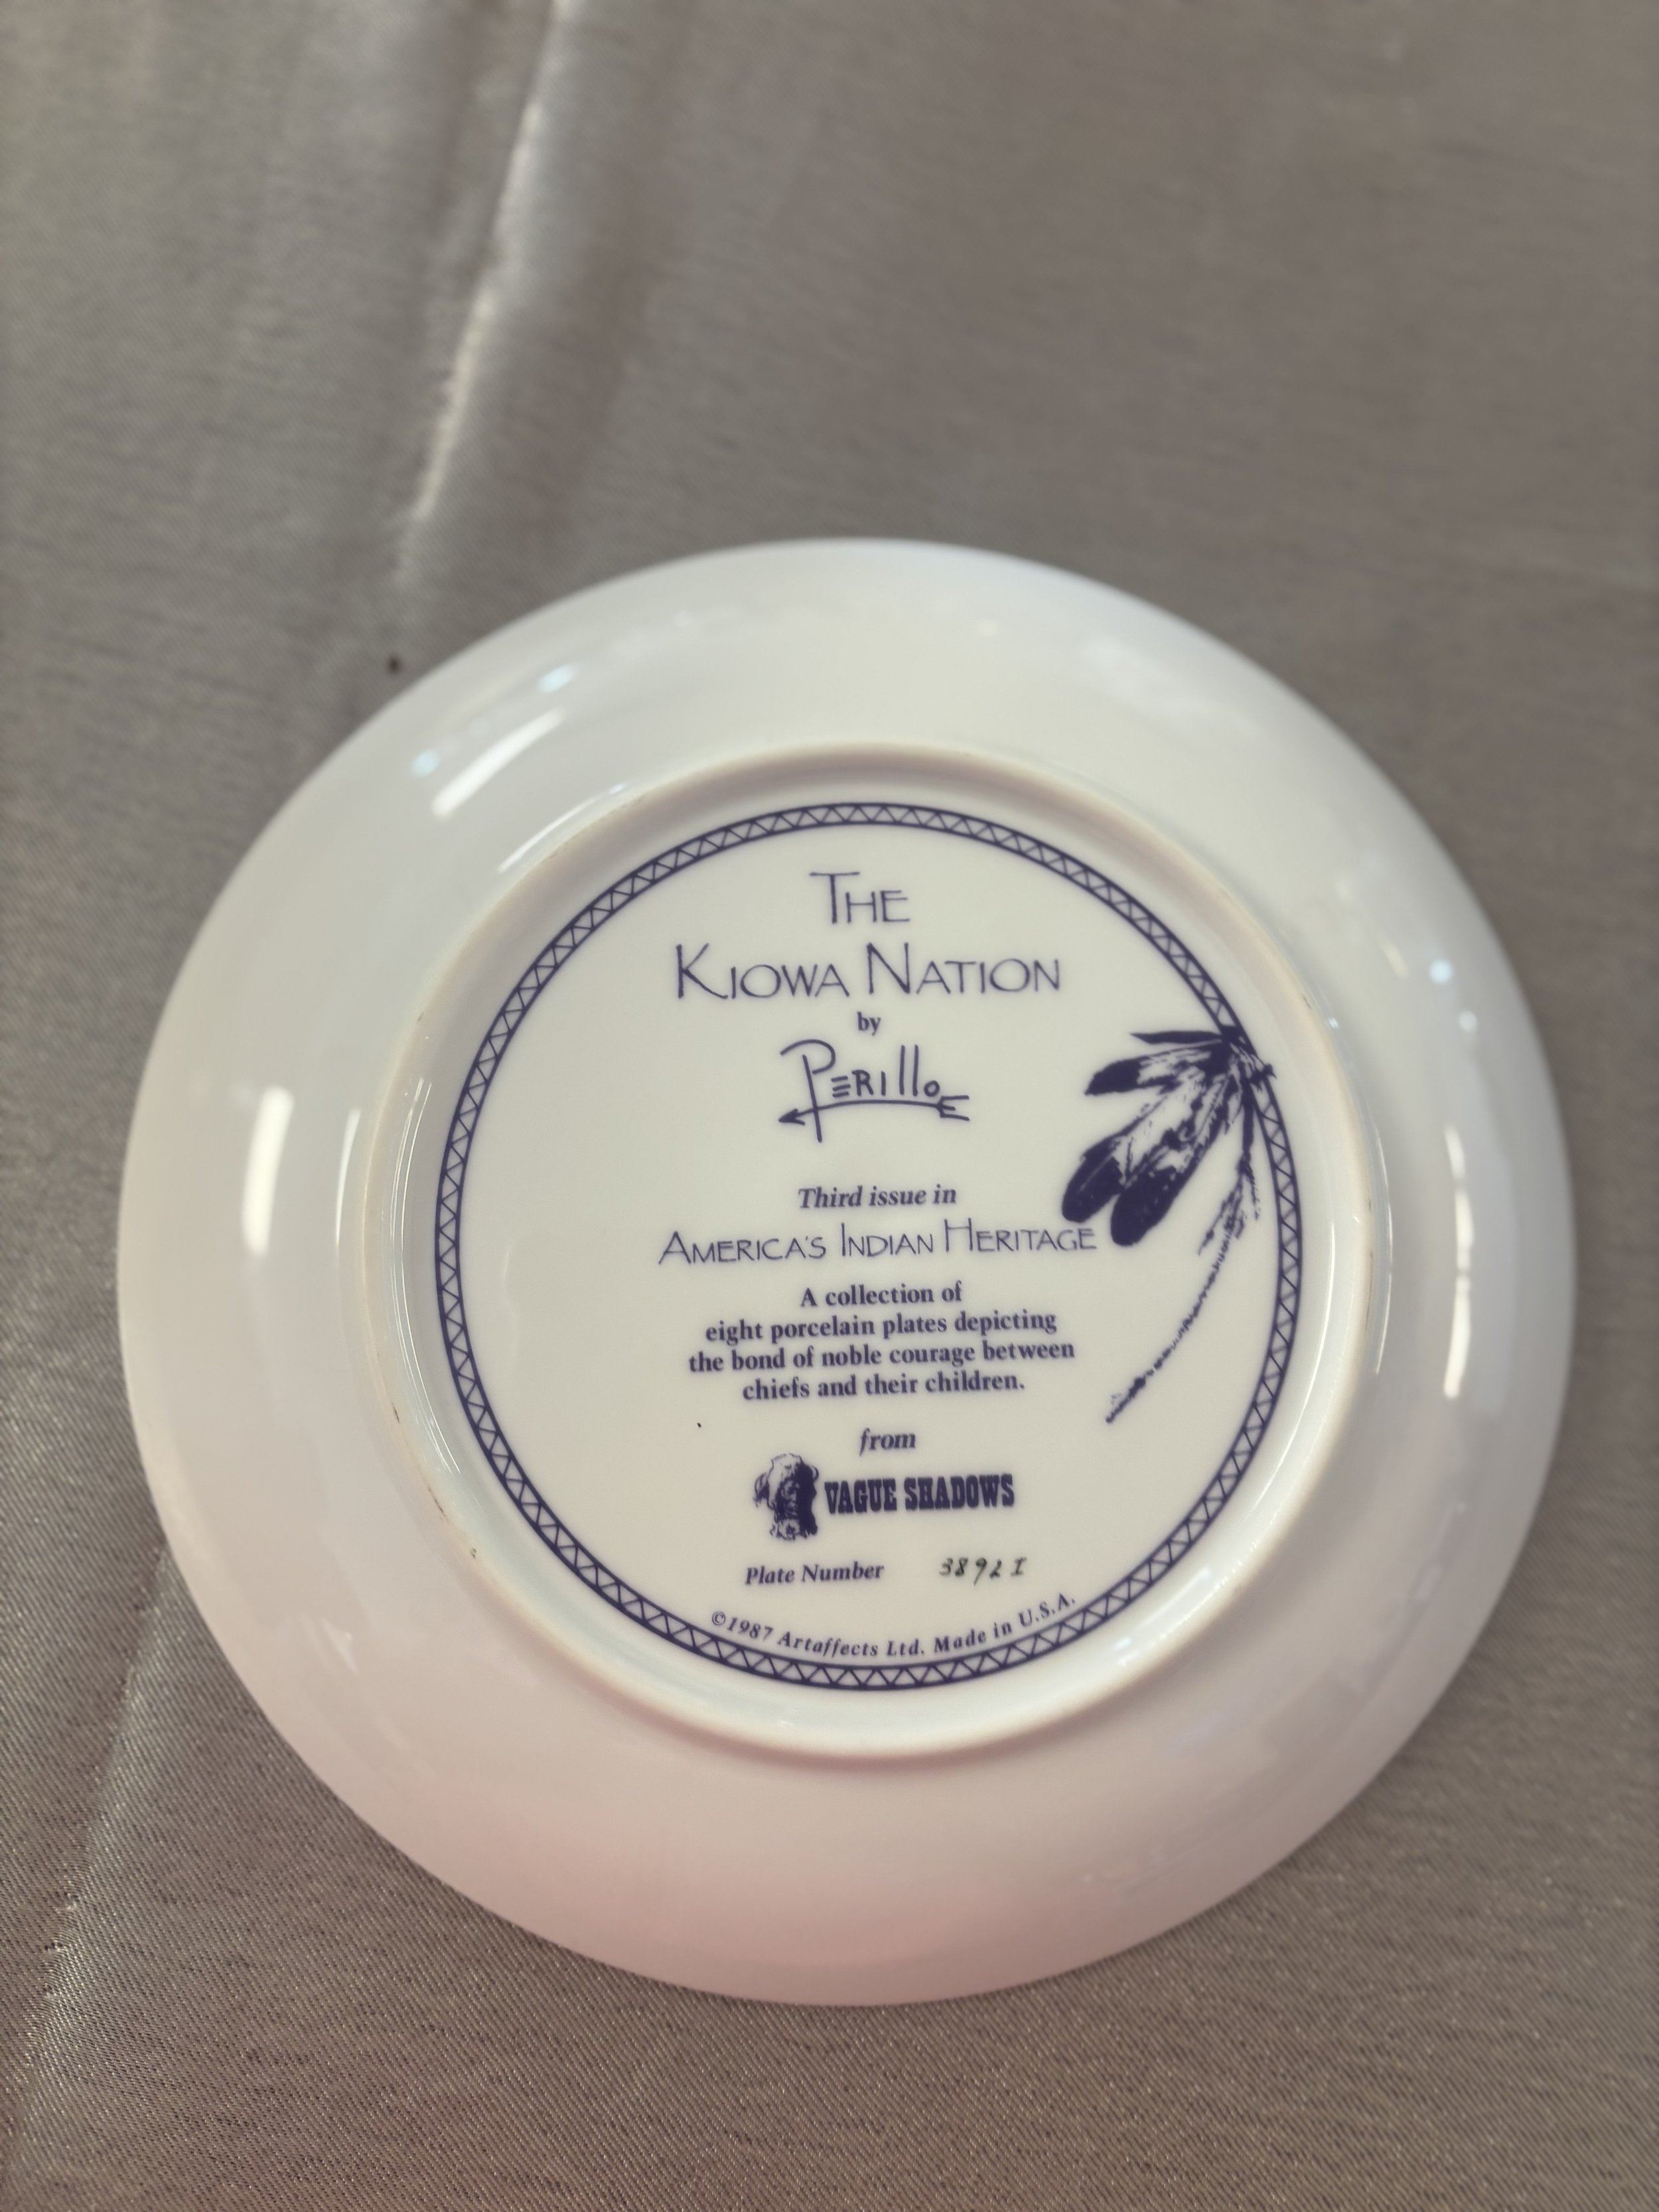 THE
KIOWA NATION
by
PERILLO
Third issue in
AMERICA'S INDIAN HERITAGE
A collection of
eight porcelain plates depicting
the bond of noble courage between
chiefs and their children.
from
VAGUE SHADOWS
Plate Number 3892 I
©1987 Artaffects Ltd. Made in U.S.A.